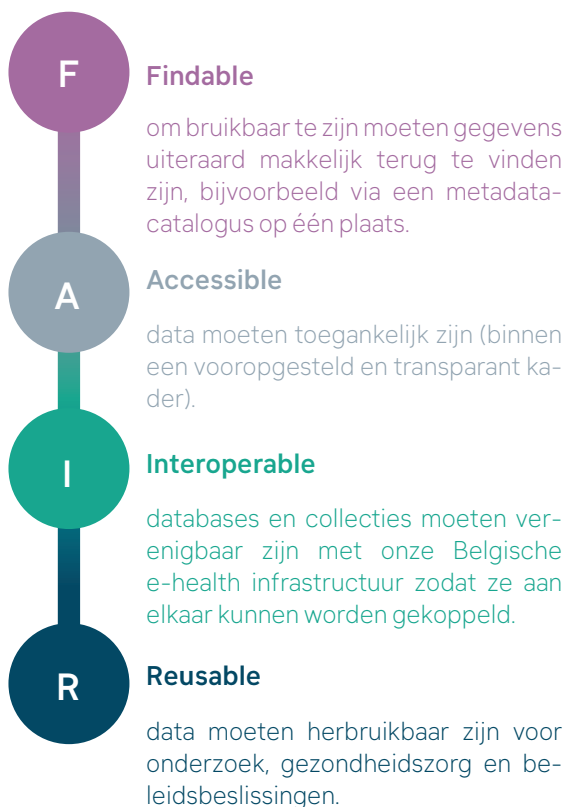 F
Findable
om bruikbaar te zijn moeten gegevens
uiteraard makkelijk terug te vinden
zijn, bijvoorbeeld via een metadata-
catalogus op één plaats.
A
Accessible
data moeten toegankelijk zijn (binnen
een vooropgesteld en transparant ka-
der).
I
Interoperable
databases en collecties moeten ver-
enigbaar zijn met onze Belgische
e-health infrastructuur zodat ze aan
elkaar kunnen worden gekoppeld.
R
Reusable
data moeten herbruikbaar zijn voor
onderzoek, gezondheidszorg en be-
leidsbeslissingen.